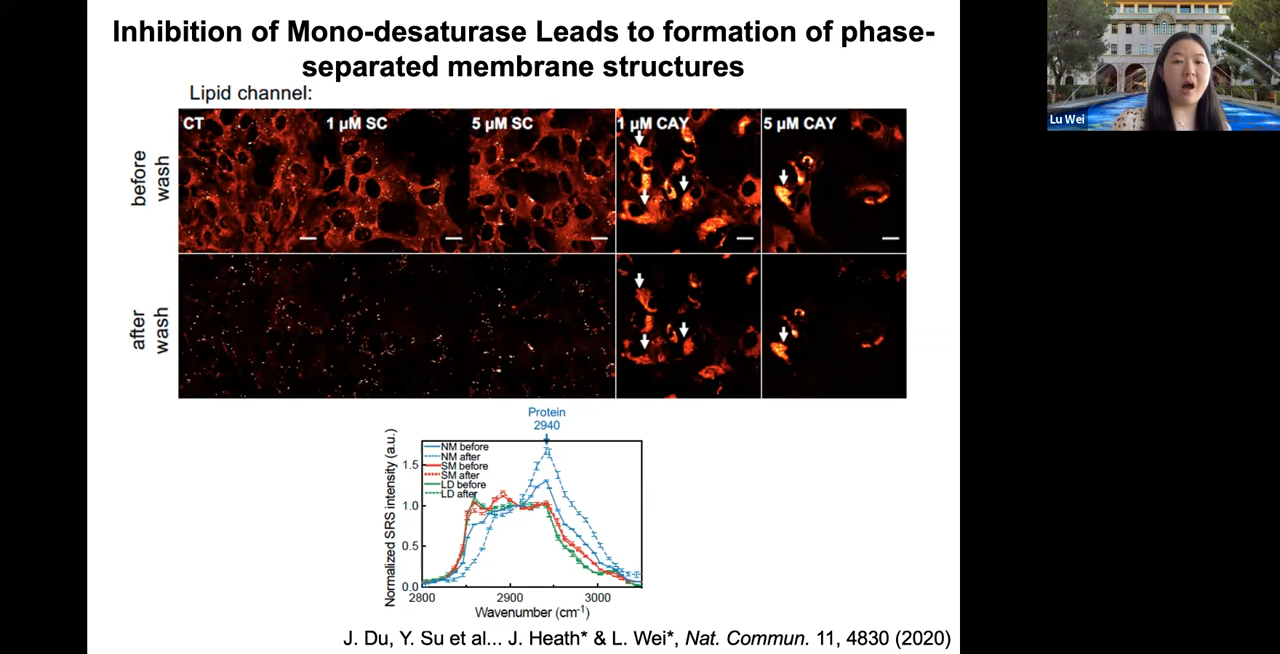 Inhibition of Mono-desaturase Leads to formation of phase-
separated membrane structures
Lipid channel:
CT
1 µM SC
5 µM SC
1 µM CAY
5 µM CAY
before
wash
after
wash
Lu Wei
Protein
2940
NM before
NM after
SM before
SM after
LD before
LD after
Normalized SRS intensity (a.u.)
1.5
1.0
0.5
0.0
2800 2900 3000
Wavenumber (cm⁻¹)
J. Du, Y. Su et al... J. Heath* & L. Wei*, Nat. Commun. 11, 4830 (2020)